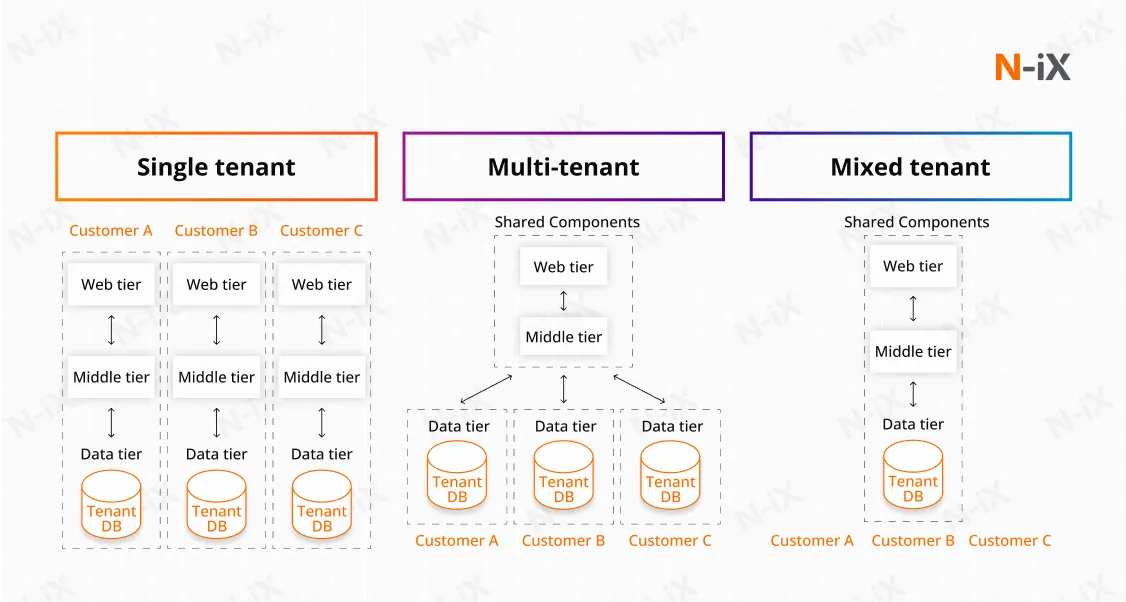 N-iX
Single tenant
Customer A Customer B Customer C
Web tier Web tier Web tier
Middle tier Middle tier Middle tier
Data tier Data tier Data tier
Tenant Tenant Tenant
DB DB DB
Multi-tenant
Shared Components
Web tier
Middle tier
Data tier Data tier Data tier
Tenant Tenant Tenant
DB DB DB
Customer A Customer B Customer C
Mixed tenant
Shared Components
Web tier
Middle tier
Data tier
Tenant
DB
Customer A Customer B Customer C